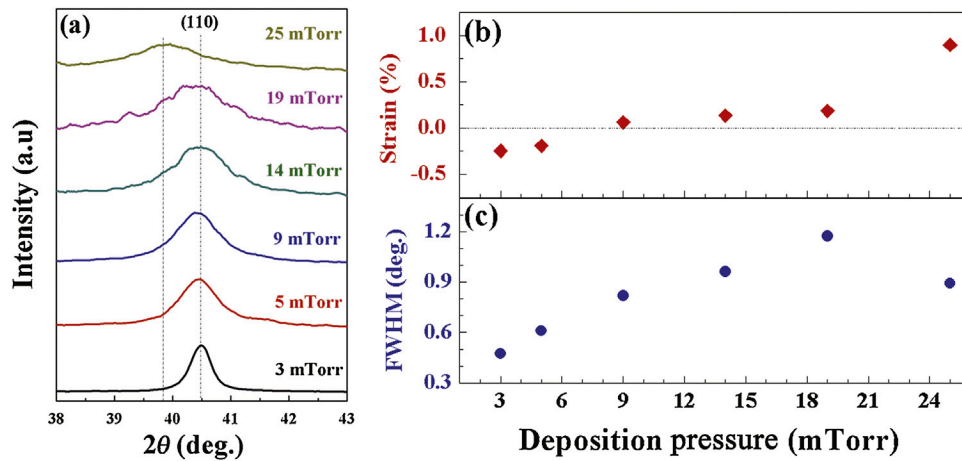 (a)
(110)
25 mTorr
19 mTorr
14 mTorr
9 mTorr
5 mTorr
3 mTorr
Intensity (a.u)
38 39 40 41 42 43
2θ (deg.)
(b)
1.0
0.5
0.0
-0.5
Strain (%)
(c)
1.2
0.9
0.6
0.3
FWHM (deg.)
3 6 9 12 15 18 21 24
Deposition pressure (mTorr)